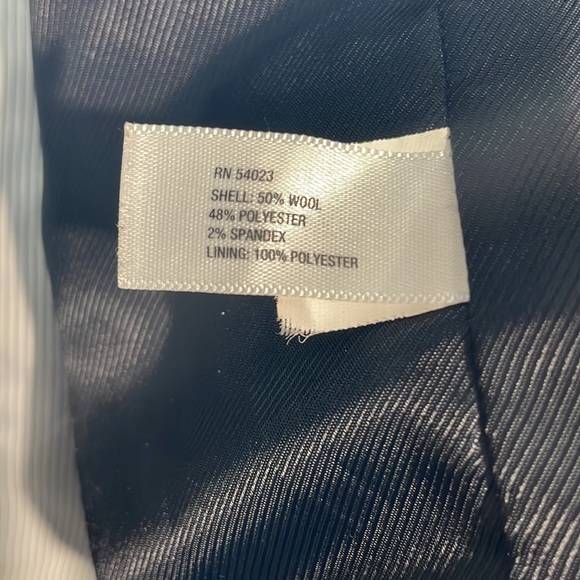 RN 54023
SHELL: 50% WOOL
48% POLYESTER
2% SPANDEX
LINING: 100% POLYESTER